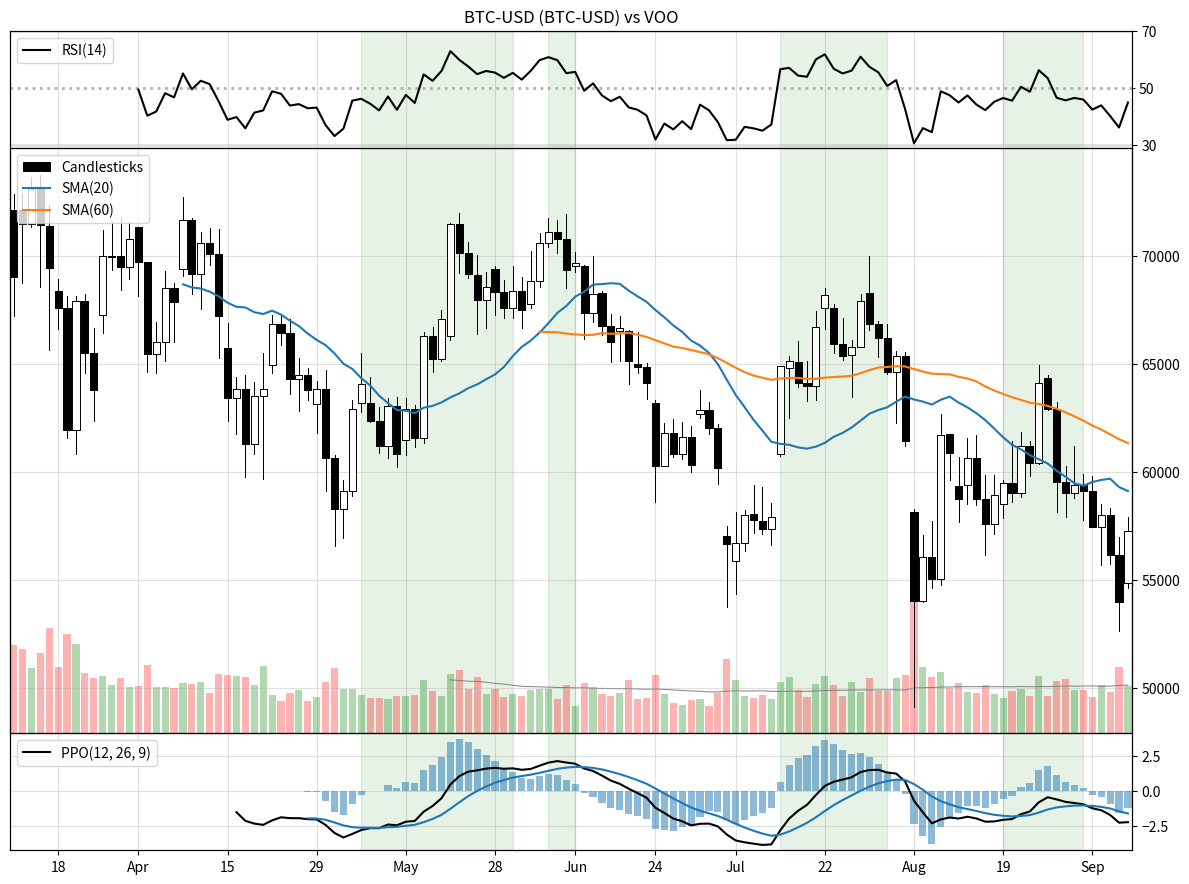 BTC-USD (BTC-USD) vs VOO
RSI(14)
70
50
30
Candlesticks
SMA(20)
SMA(60)
70000
65000
60000
55000
50000
PPO(12, 26, 9)
2.5
0.0
−2.5
18 Apr 15 29 May 28 Jun 24 Jul 22 Aug 19 Sep